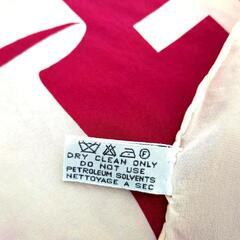 DRY CLEAN ONLY
DO NOT USE
PETROLEUM SOLVENTS
NETTOYAGE A SEC